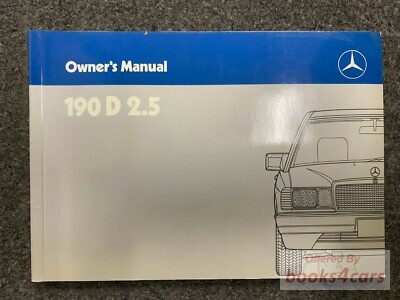 Owner's Manual
190 D 2.5
Offered By
books4cars